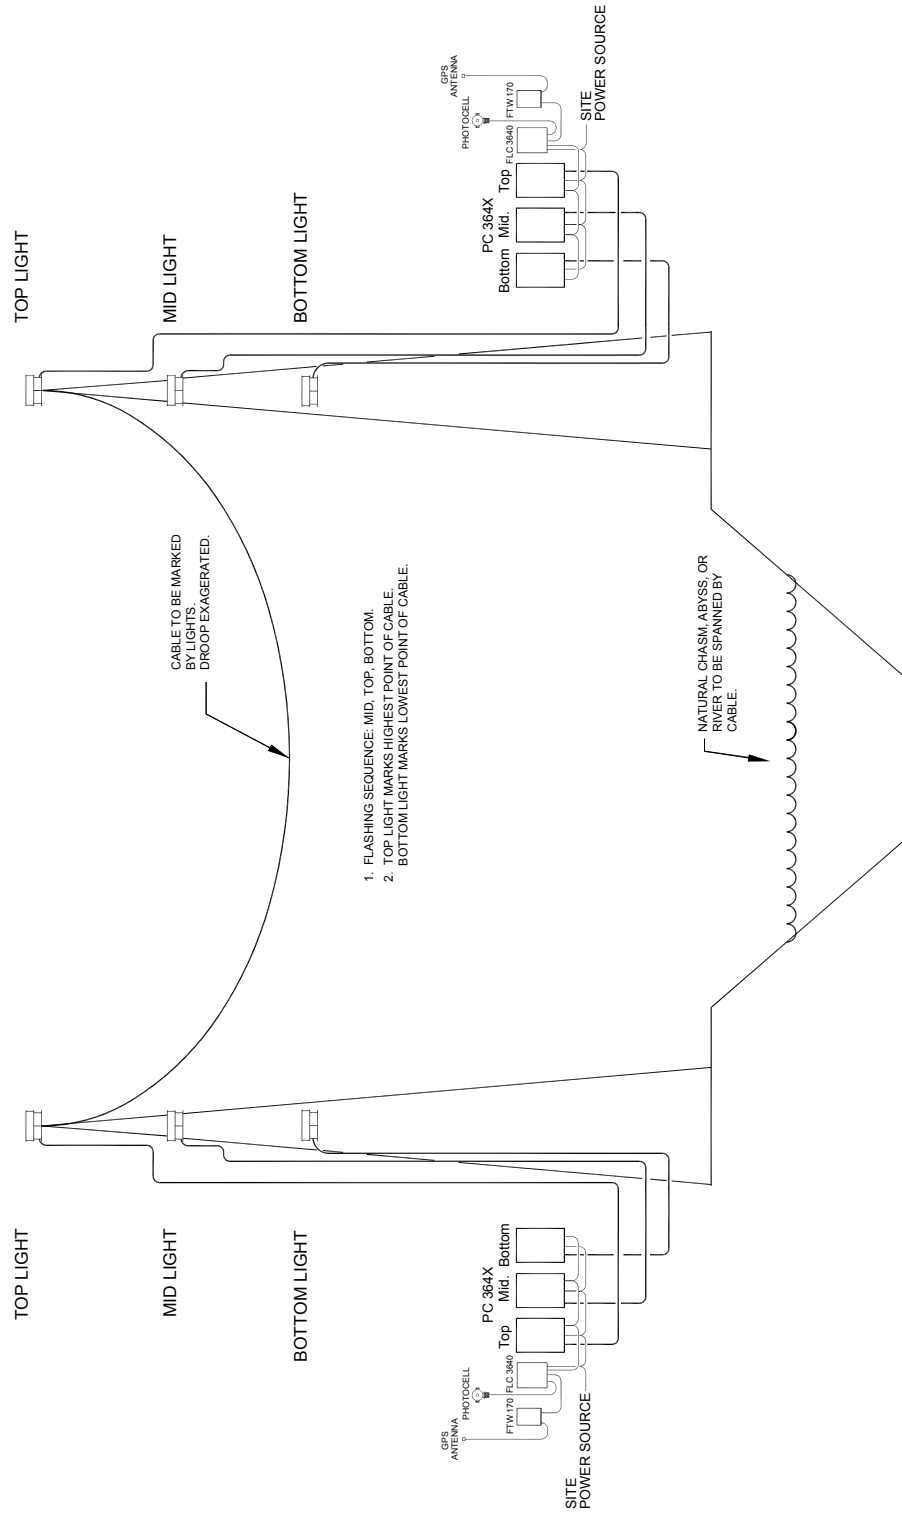 TOP LIGHT
TOP LIGHT
MID LIGHT
MID LIGHT
CABLE TO BE MARKED
BY LIGHTS.
DROOP EXAGERATED.
BOTTOM LIGHT
BOTTOM LIGHT
1. FLASHING SEQUENCE: MID, TOP, BOTTOM.
2. TOP LIGHT MARKS HIGHEST POINT OF CABLE.
BOTTOM LIGHT MARKS LOWEST POINT OF CABLE.
GPS
ANTENNA
PHOTOCELL
FTW 170
FLC 3640
PC 364X
Top
Mid.
Bottom
SITE
POWER SOURCE
GPS
ANTENNA
PHOTOCELL
PC 364X
Bottom
Mid.
Top
FLC 3640
FTW 170
SITE
POWER SOURCE
NATURAL CHASM, ABYSS, OR
RIVER TO BE SPANNED BY
CABLE.